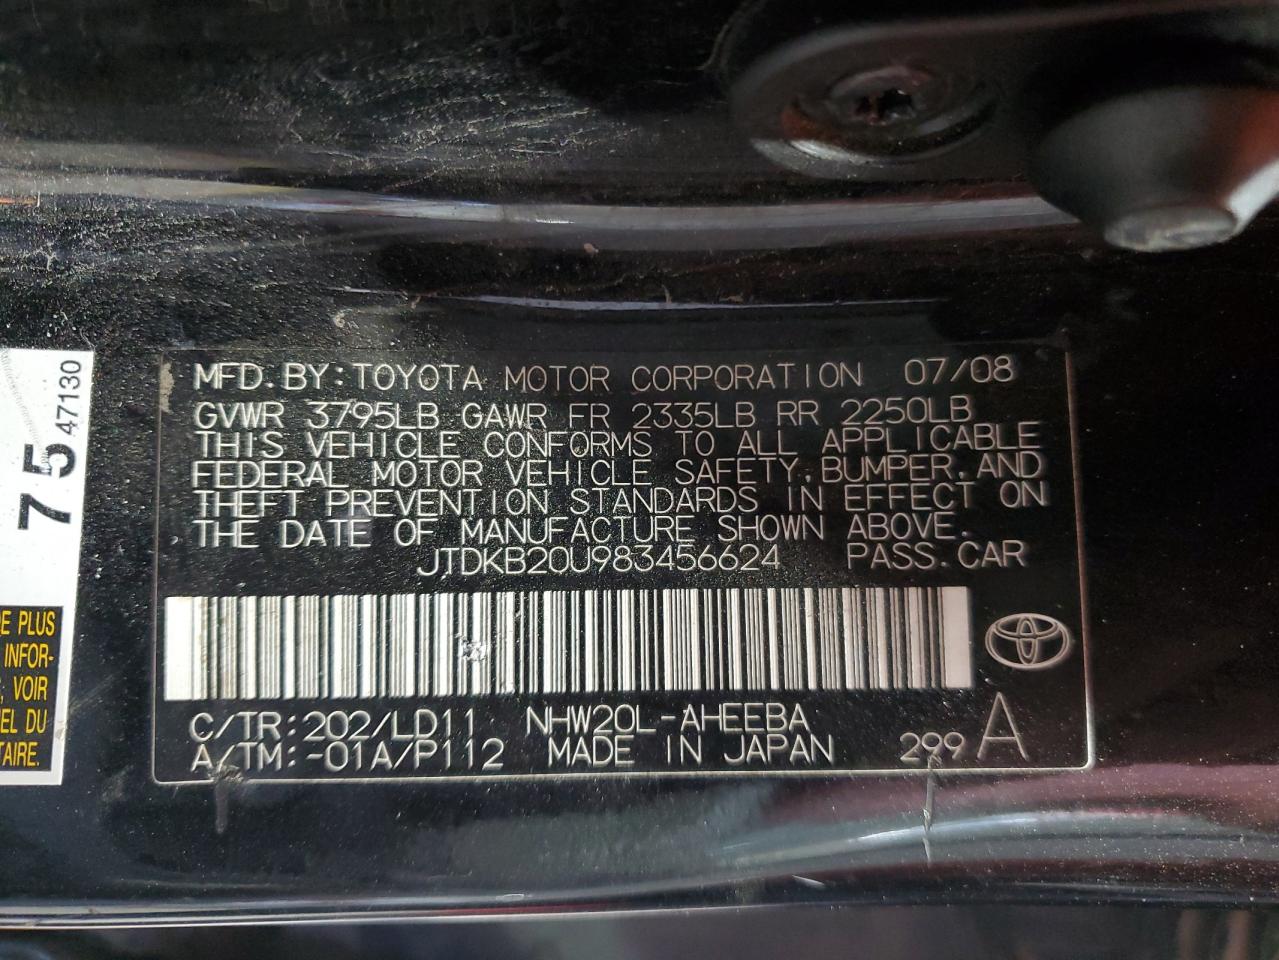 47130
75
E PLUS
INFOR-
VOIR
EL DU
TAIRE.
MFD.BY:TOYOTA MOTOR CORPORATION 07/08
GVWR 3795LB GAWR FR 2335LB RR 2250LB
THIS VEHICLE CONFORMS TO ALL APPLICABLE
FEDERAL MOTOR VEHICLE SAFETY,BUMPER,AND
THEFT PREVENTION STANDARDS IN EFFECT ON
THE DATE OF MANUFACTURE SHOWN ABOVE.
JTDKB20U983456624 PASS.CAR
C/TR:202/LD11 NHW20L-AHEEBA
A/TM:-01A/P112 MADE IN JAPAN 299 A